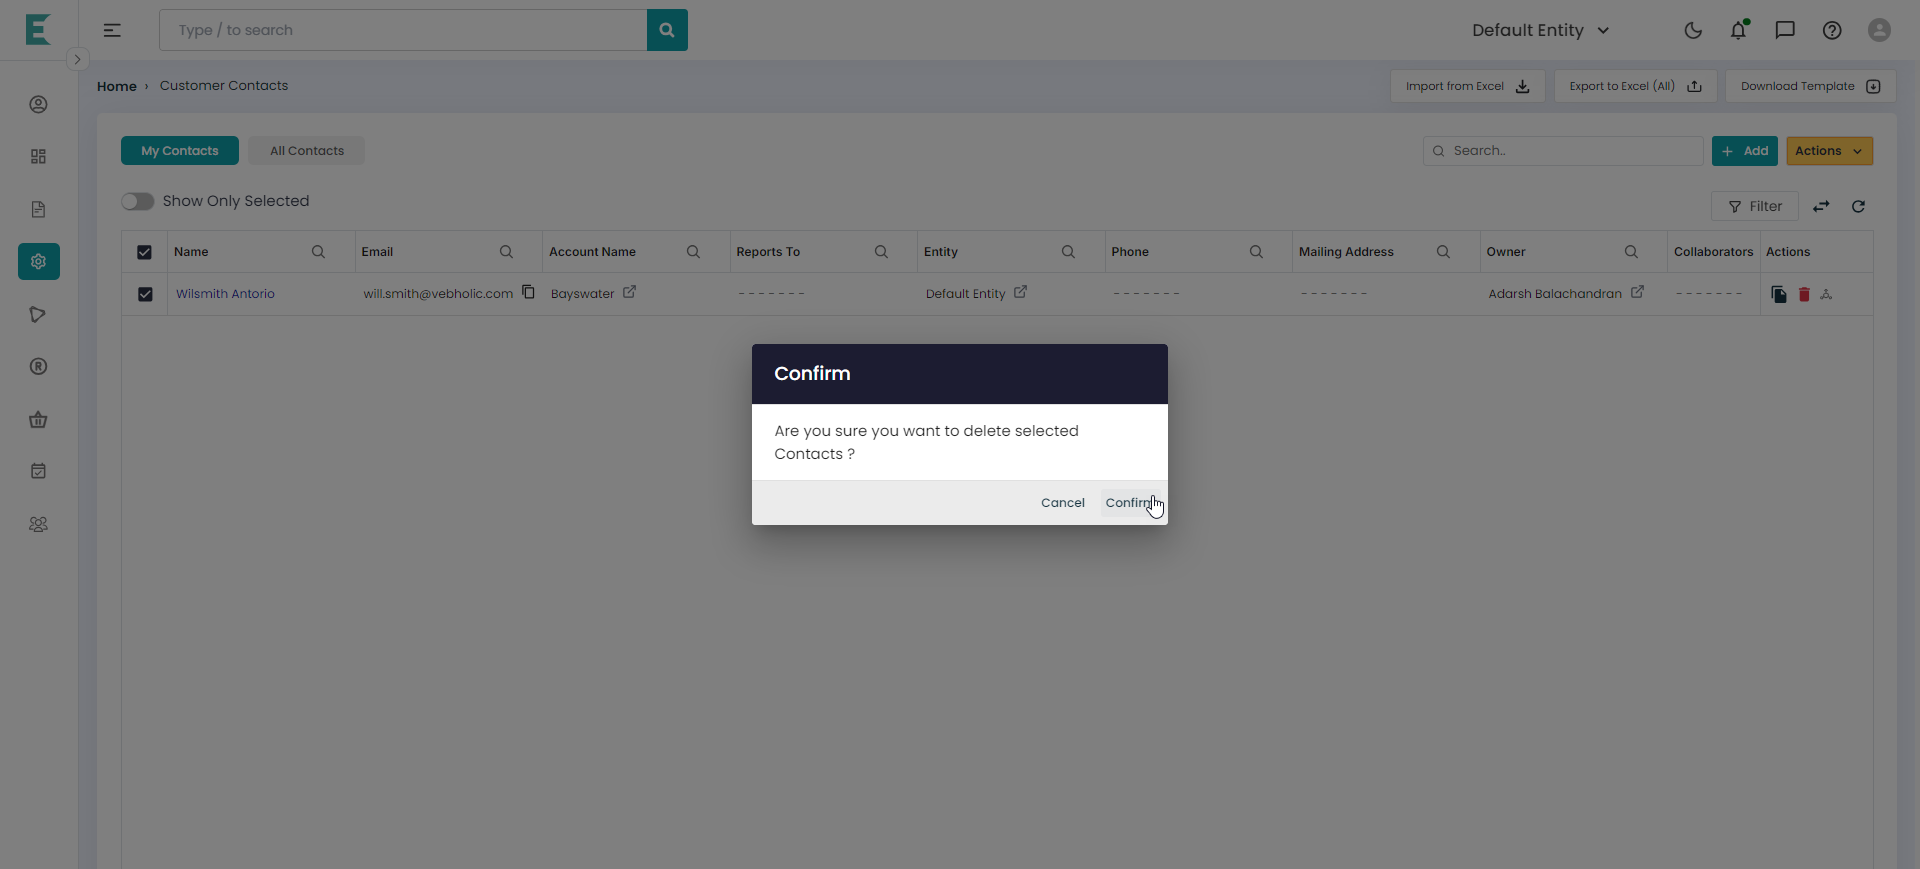 Type / to search
Default Entity
Home › Customer Contacts
Import from Excel
Export to Excel (All)
Download Template
My Contacts
All Contacts
Search..
+ Add
Actions
Show Only Selected
Filter
Name Email Account Name Reports To Entity Phone Mailing Address Owner Collaborators Actions
Wilsmith Antorio will.smith@vebholic.com Bayswater - - - - - - - Default Entity - - - - - - - - - - - - - - Adarsh Balachandran - - - - - - -
Confirm
Are you sure you want to delete selected
Contacts ?
Cancel Confirm